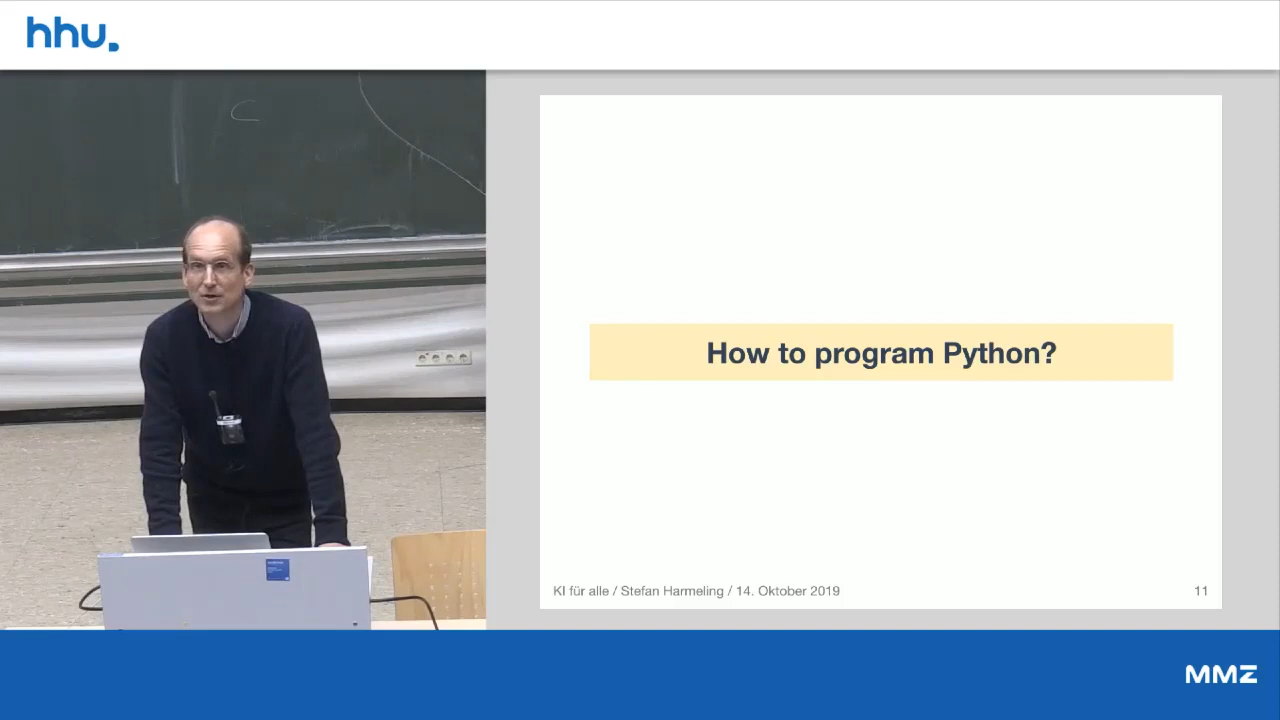 hhu.
How to program Python?
KI für alle / Stefan Harmeling / 14. Oktober 2019
11
MMZ